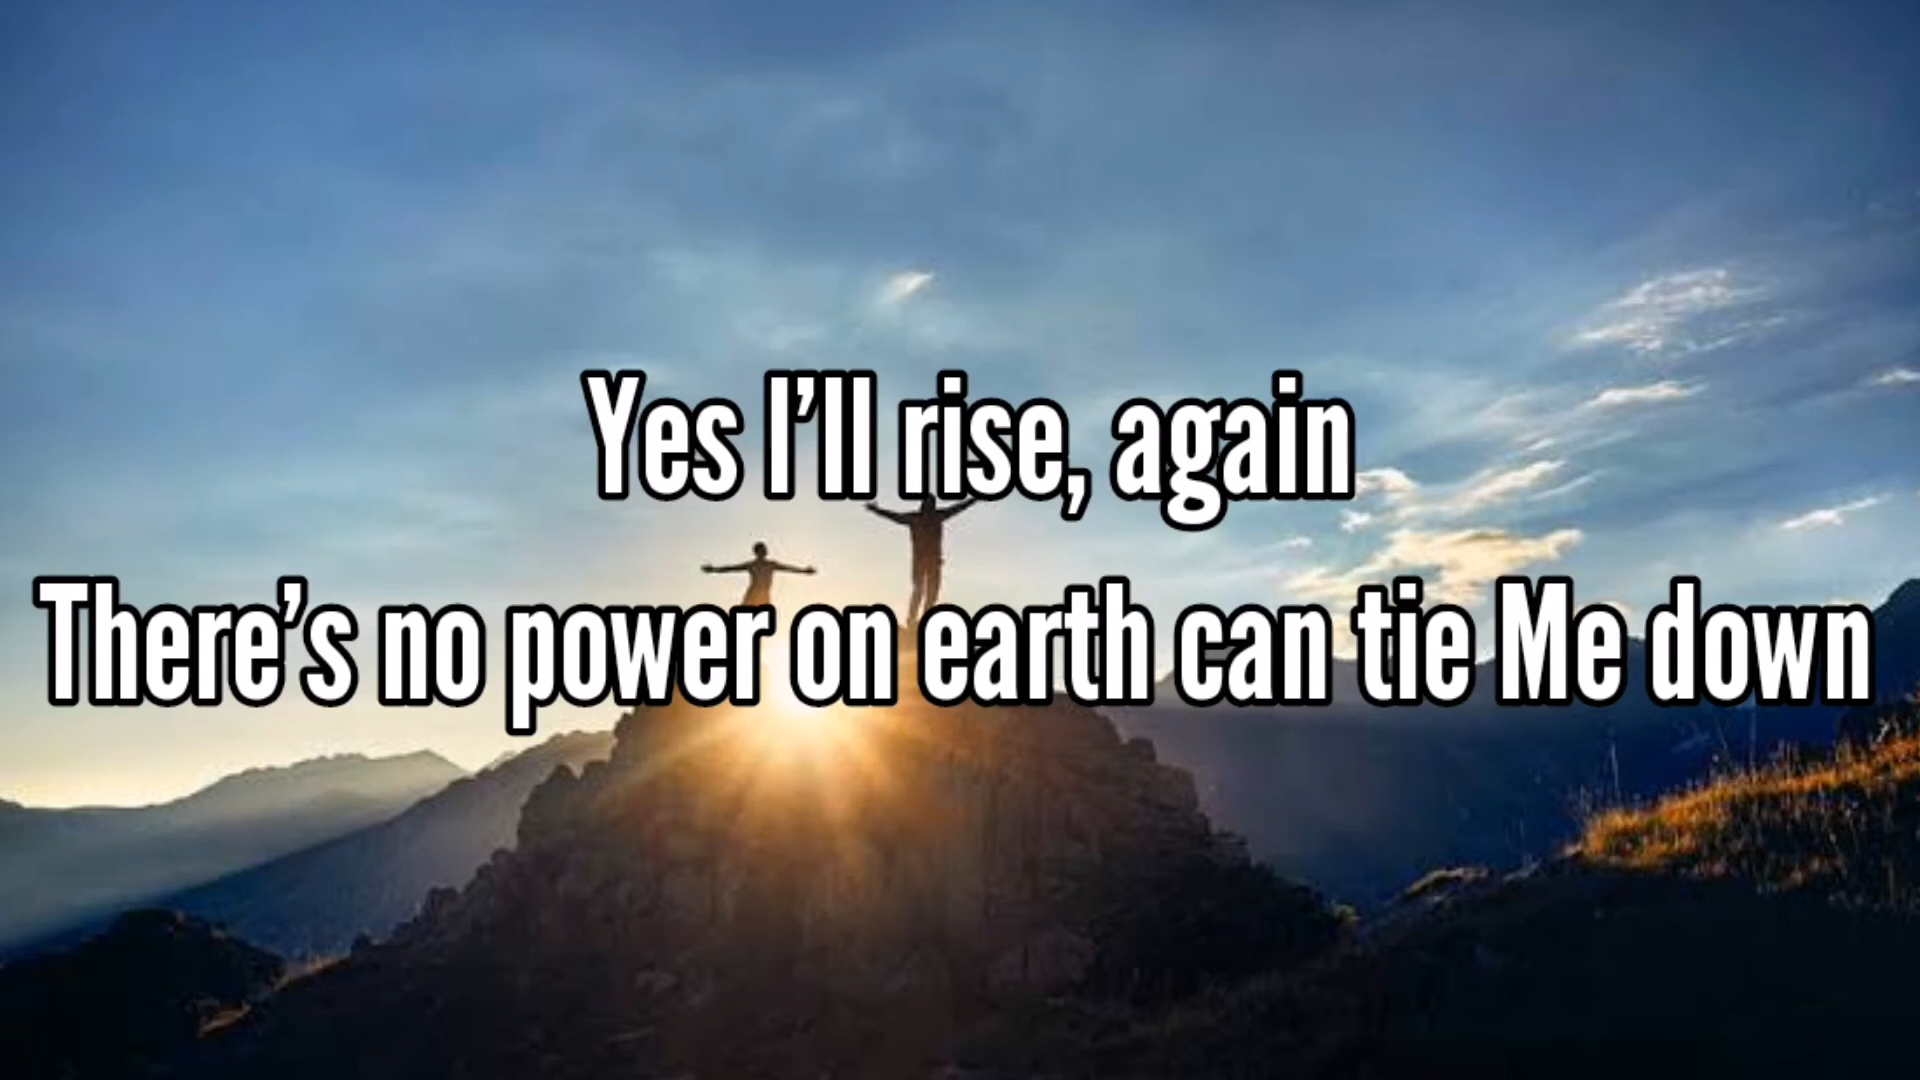 Yes I’ll rise, again
There’s no power on earth can tie Me down